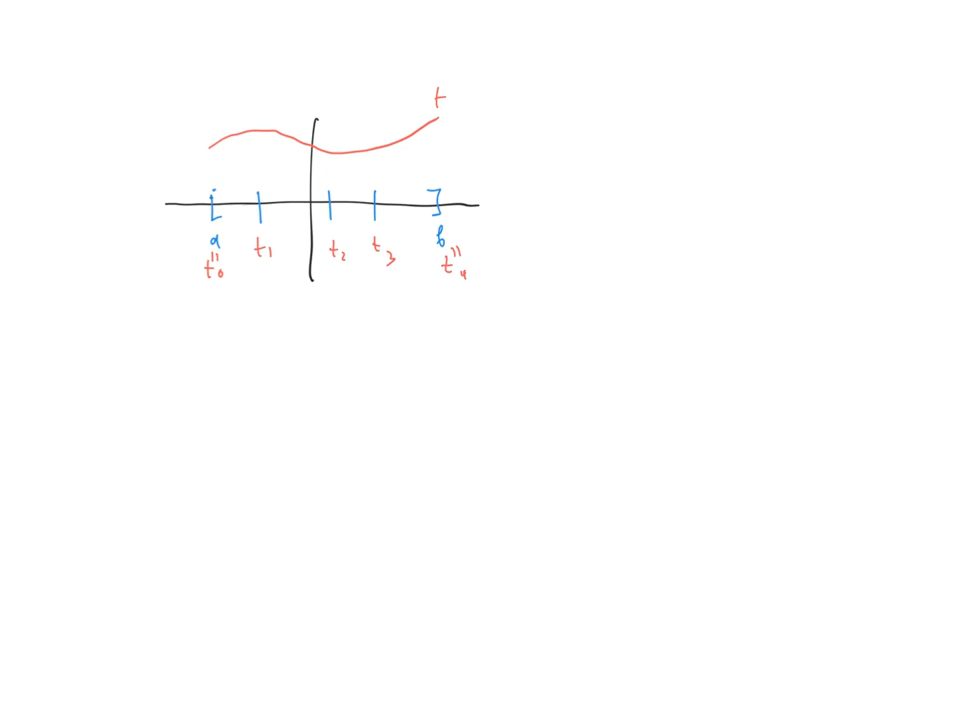 f
[ ]
a t₁ t₂ t₃ b
" "
t₀ t₄